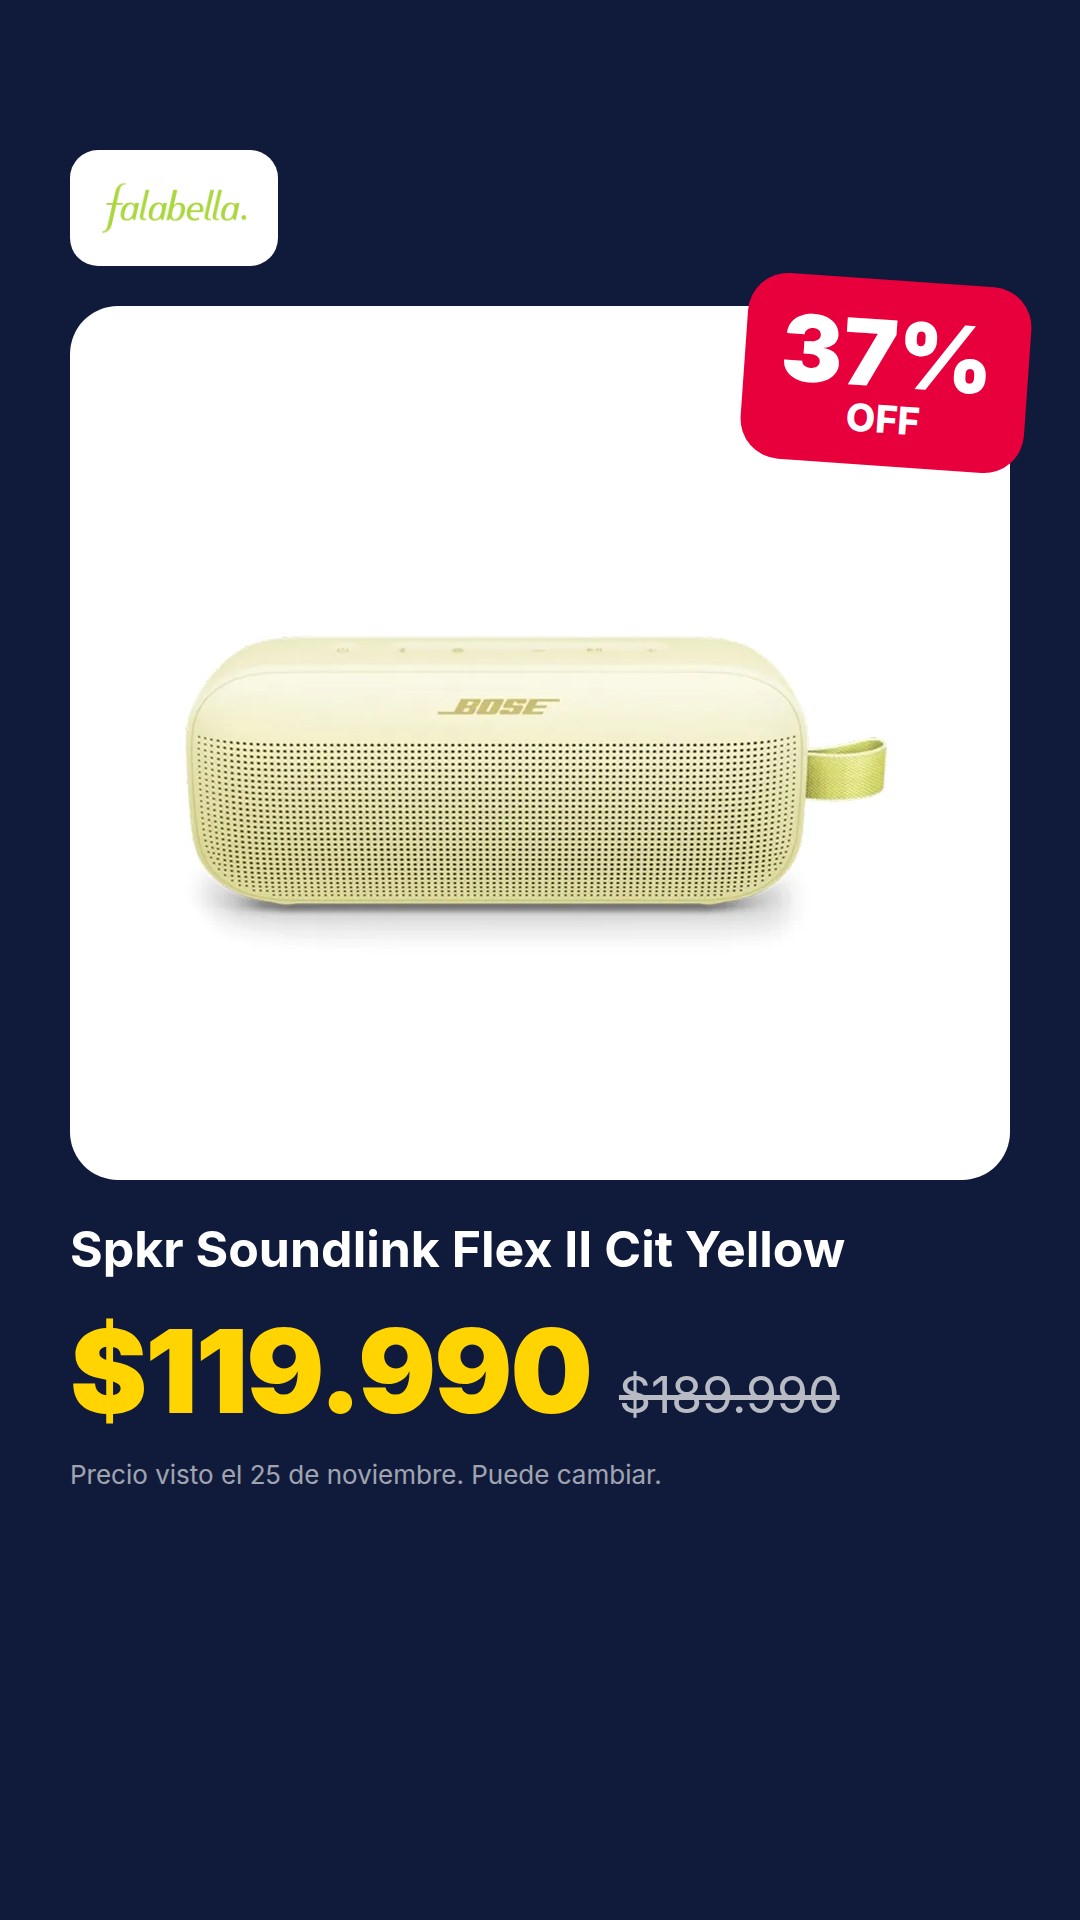 falabella.
37%
OFF
BOSE
Spkr Soundlink Flex II Cit Yellow
$119.990 $189.990
Precio visto el 25 de noviembre. Puede cambiar.